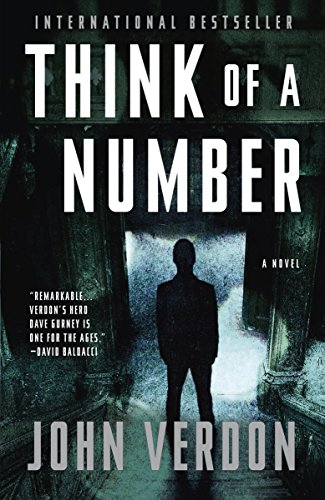 INTERNATIONAL BESTSELLER
THINK OF A
NUMBER
A NOVEL
"REMARKABLE...
VERDON'S HERO
DAVE GURNEY IS
ONE FOR THE AGES."
—DAVID BALDACCI
JOHN VERDON